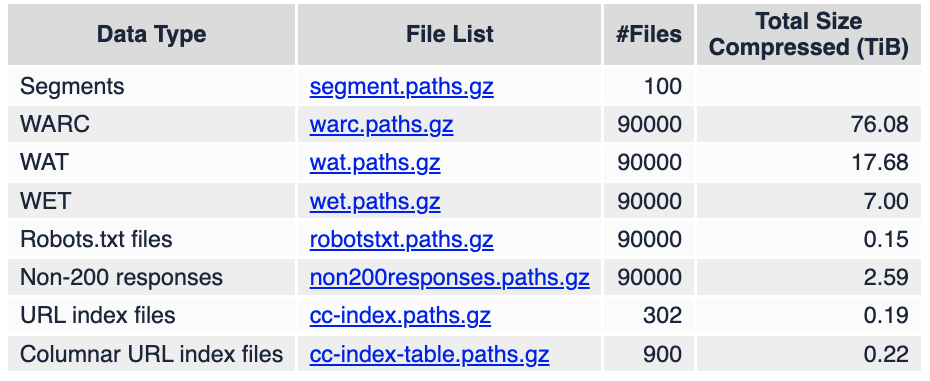 Data Type File List #Files Total Size Compressed (TiB)
Segments segment.paths.gz 100
WARC warc.paths.gz 90000 76.08
WAT wat.paths.gz 90000 17.68
WET wet.paths.gz 90000 7.00
Robots.txt files robotstxt.paths.gz 90000 0.15
Non-200 responses non200responses.paths.gz 90000 2.59
URL index files cc-index.paths.gz 302 0.19
Columnar URL index files cc-index-table.paths.gz 900 0.22